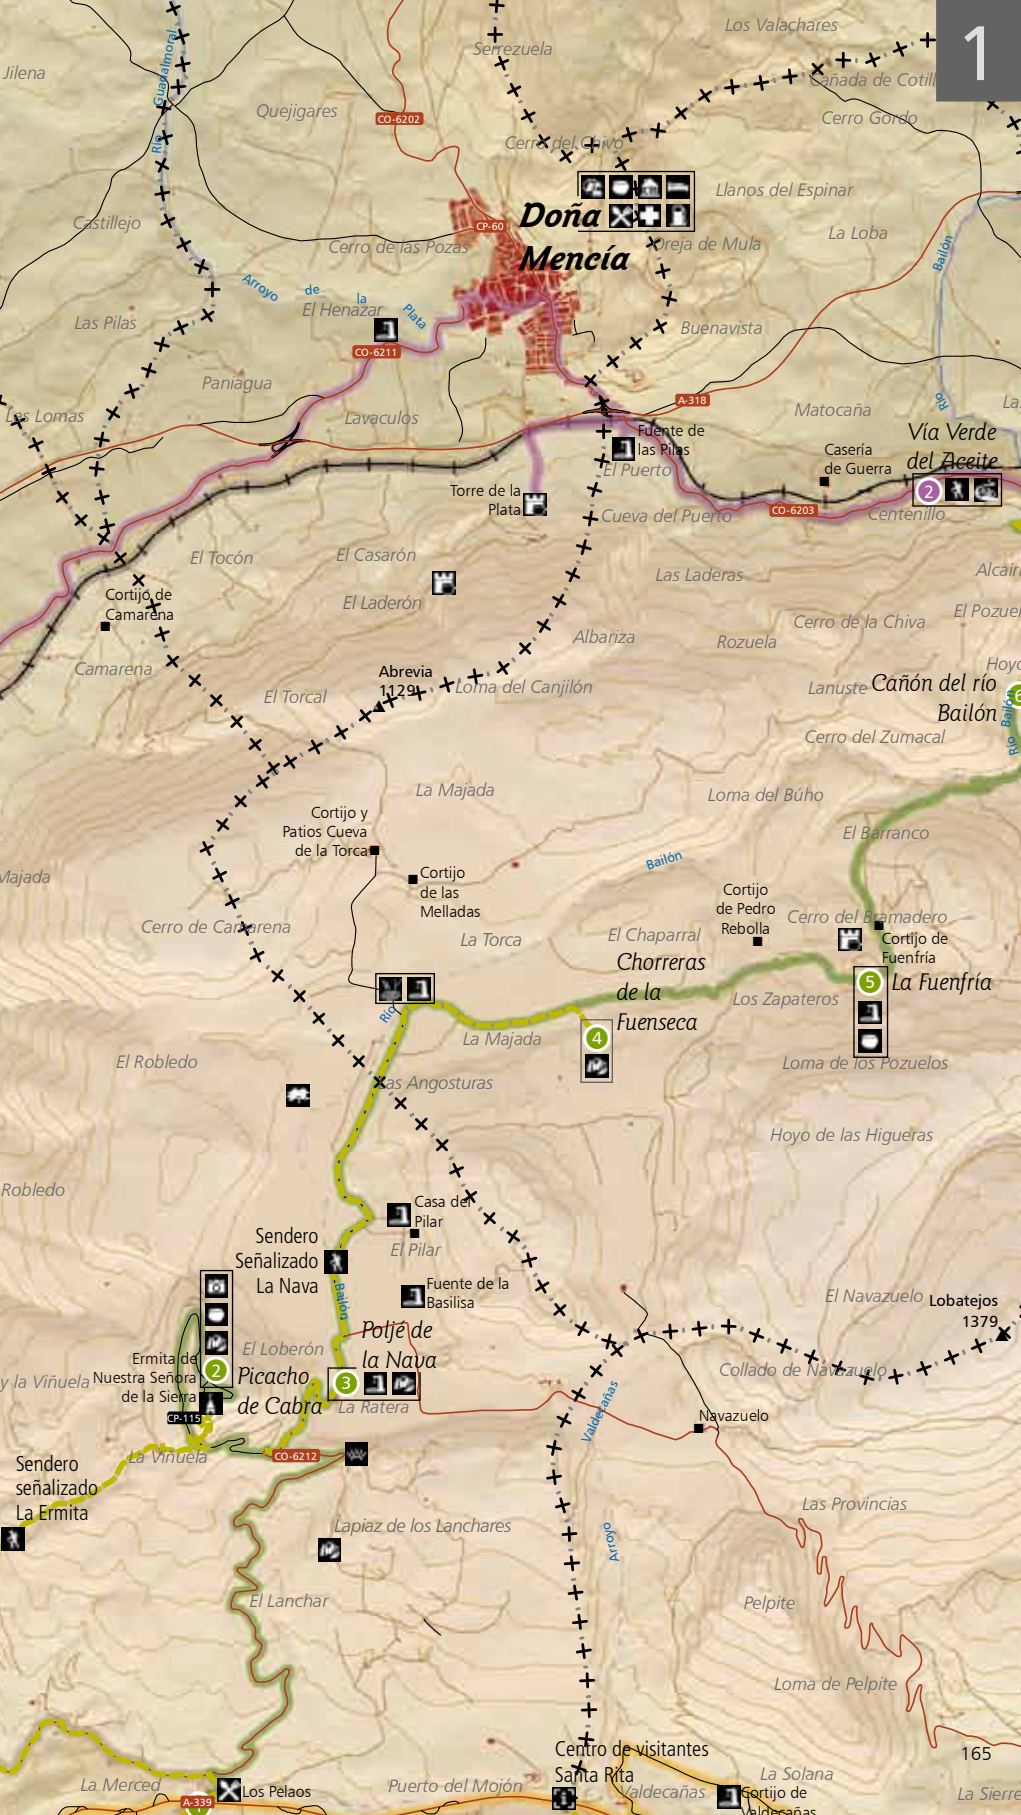 1
Los Valachares
Serrezuela
Jilena
Guadalmoral
Río
Quejigares
CO-6202
Cerro del Chivo
Cerro Gordo
Castillejo
CP-60
Doña
Mencía
Llanos del Espinar
La Loba
Cerro de las Pozas
Oreja de Mula
Bailón
Arroyo
de
la
Plata
El Henazar
Las Pilas
CO-6211
Buenavista
Paniagua
Río
A-318
Las Lomas
Lavaculos
Matocaña
Fuente de
las Pilas
El Puerto
Casería
de Guerra
Vía Verde
del Aceite
2
Torre de la
Plata
Cueva del Puerto
CO-6203
Centenillo
El Tocón
El Casarón
Las Laderas
Cortijo de
Camarena
El Laderón
Cerro de la Chiva
Albariza
Rozuela
Camarena
Abrevia
1129
El Torcal
Loma del Canjilón
Lanuste
Cañón del río
Bailón
6
Río Bailón
Cerro del Zumacal
La Majada
Loma del Búho
Cortijo y
Patios Cueva
de la Torca
El Barranco
Bailón
Cortijo
de las
Melladas
Majada
Cortijo
de Pedro
Rebolla
Cerro de Camarena
Cerro del Bramadero
La Torca
El Chaparral
Cortijo de
Fuenfría
Chorreras
de la
Fuenseca
5
La Fuenfría
Los Zapateros
Río
La Majada
4
El Robledo
Las Angosturas
Loma de los Pozuelos
Hoyo de las Higueras
Robledo
Casa del
Pilar
El Pilar
Sendero
Señalizado
La Nava
Bailón
Fuente de la
Basilisa
El Navazuelo
Lobatejos
1379
Poljé de
la Nava
El Loberón
Ermita de
Nuestra Señora
de la Sierra
2
Picacho
de Cabra
3
Collado de Navazuelo
y la Viñuela
La Ratera
CP-115
Valdecañas
Navazuelo
La Viñuela
CO-6212
Sendero
señalizado
La Ermita
Las Provincias
Lapiaz de los Lanchares
Arroyo
El Lanchar
Pelpite
Loma de Pelpite
Centro de visitantes
Santa Rita
165
La Merced
Los Pelaos
Puerto del Mojón
Valdecañas
La Solana
Cortijo de
Valdecañas
La Sierre
A-339